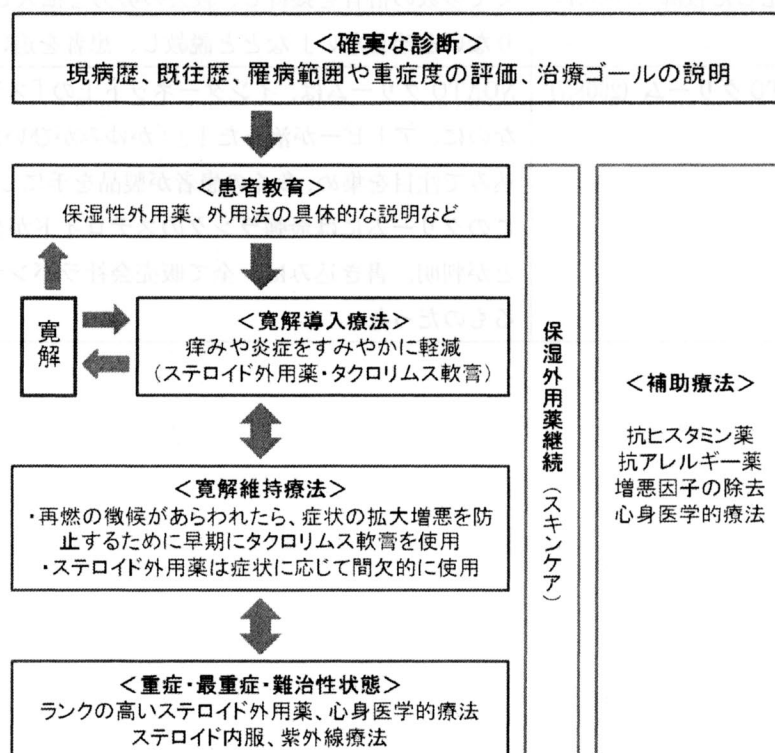 ＜確実な診断＞
現病歴、既往歴、罹病範囲や重症度の評価、治療ゴールの説明
＜患者教育＞
保湿性外用薬、外用法の具体的な説明など
寛解
＜寛解導入療法＞
痒みや炎症をすみやかに軽減
（ステロイド外用薬・タクロリムス軟膏）
＜寛解維持療法＞
・再燃の徴候があらわれたら、症状の拡大増悪を防
止するために早期にタクロリムス軟膏を使用
・ステロイド外用薬は症状に応じて間欠的に使用
＜重症・最重症・難治性状態＞
ランクの高いステロイド外用薬、心身医学的療法
ステロイド内服、紫外線療法
保湿外用薬継続（スキンケア）
＜補助療法＞
抗ヒスタミン薬
抗アレルギー薬
増悪因子の除去
心身医学的療法